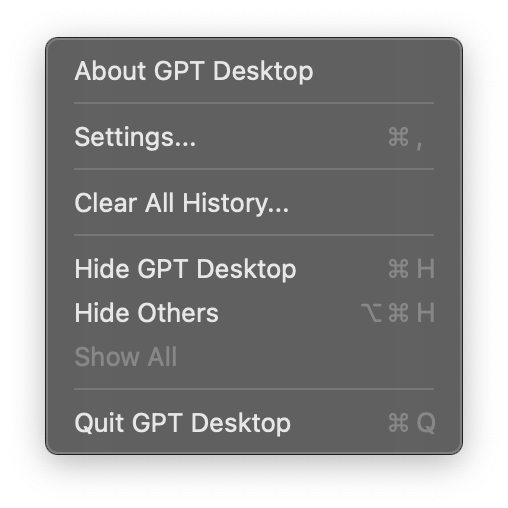 About GPT Desktop
Settings... ⌘ ,
Clear All History...
Hide GPT Desktop ⌘ H
Hide Others ⌥ ⌘ H
Show All
Quit GPT Desktop ⌘ Q